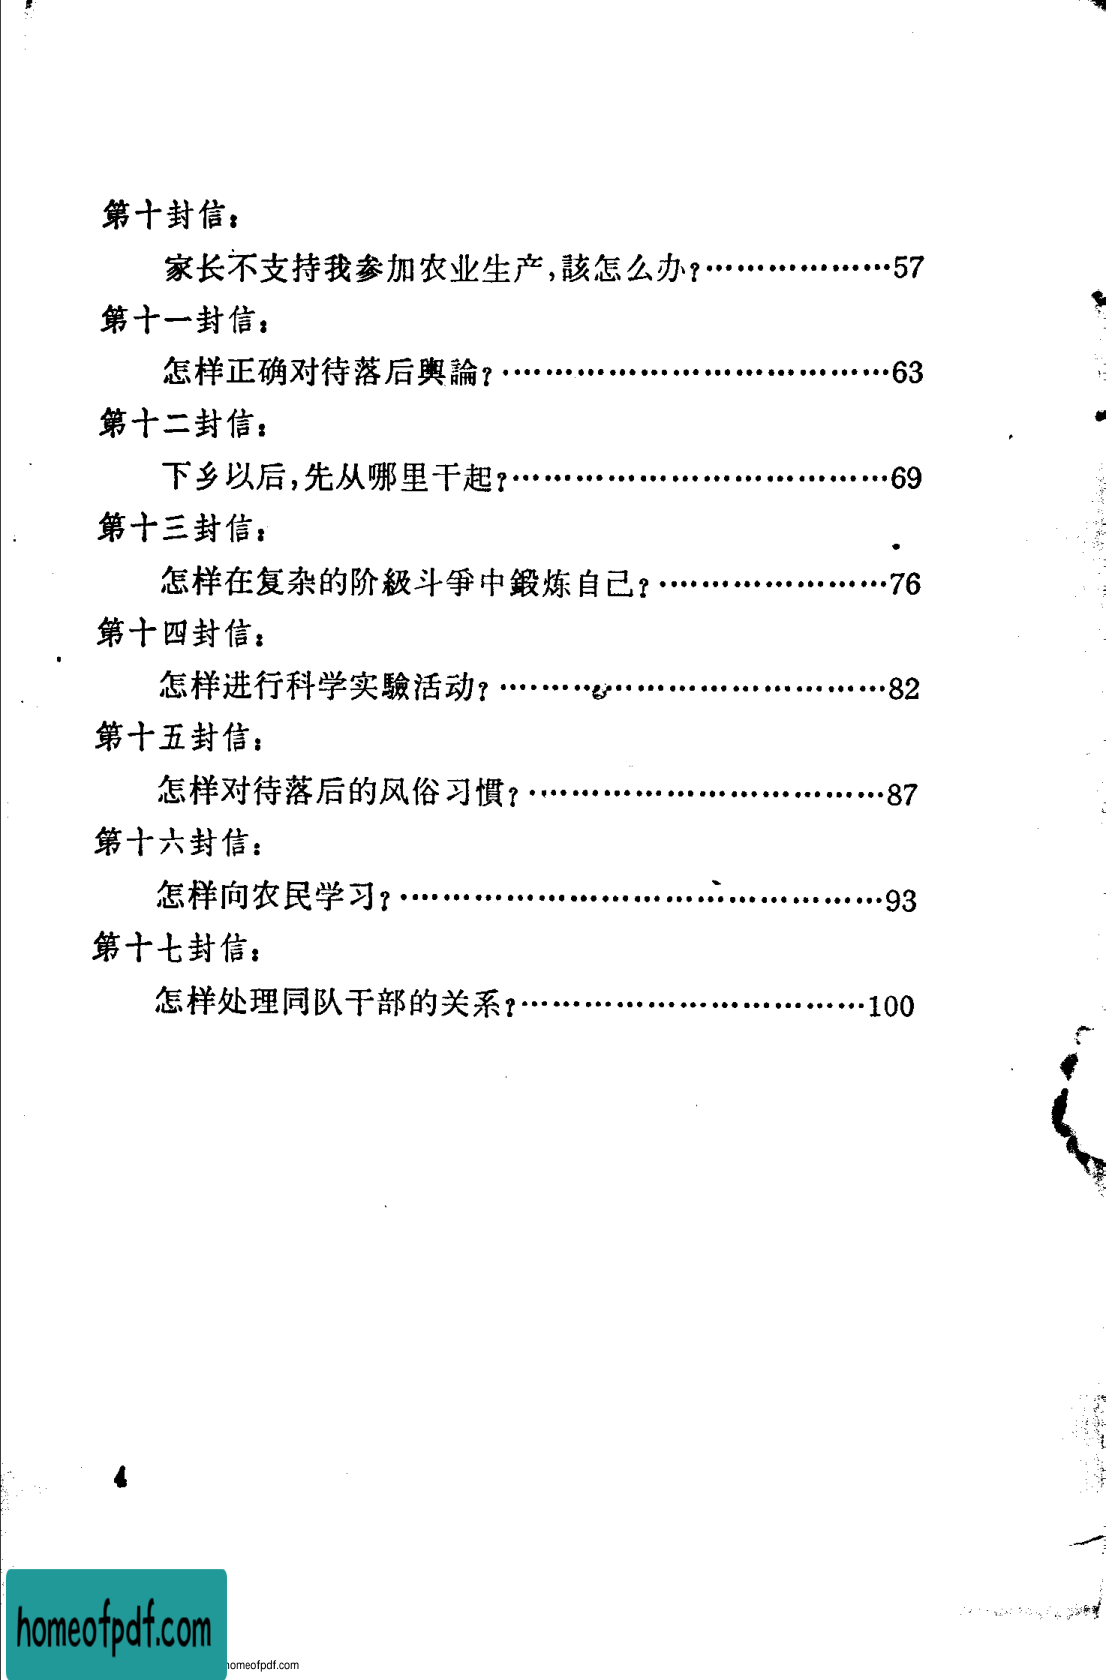 第十封信：
家长不支持我参加农业生产，該怎么办？………………57
第十一封信：
怎样正确对待落后輿論？…………………………………63
第十二封信：
下乡以后，先从哪里干起？………………………………69
第十三封信：
怎样在复杂的阶級斗爭中鍛炼自己？……………………76
第十四封信：
怎样进行科学实驗活动？…………………………………82
第十五封信：
怎样对待落后的风俗习慣？………………………………87
第十六封信：
怎样向农民学习？…………………………………………93
第十七封信：
怎样处理同队干部的关系？……………………………100
4
homeofpdf.com
homeofpdf.com